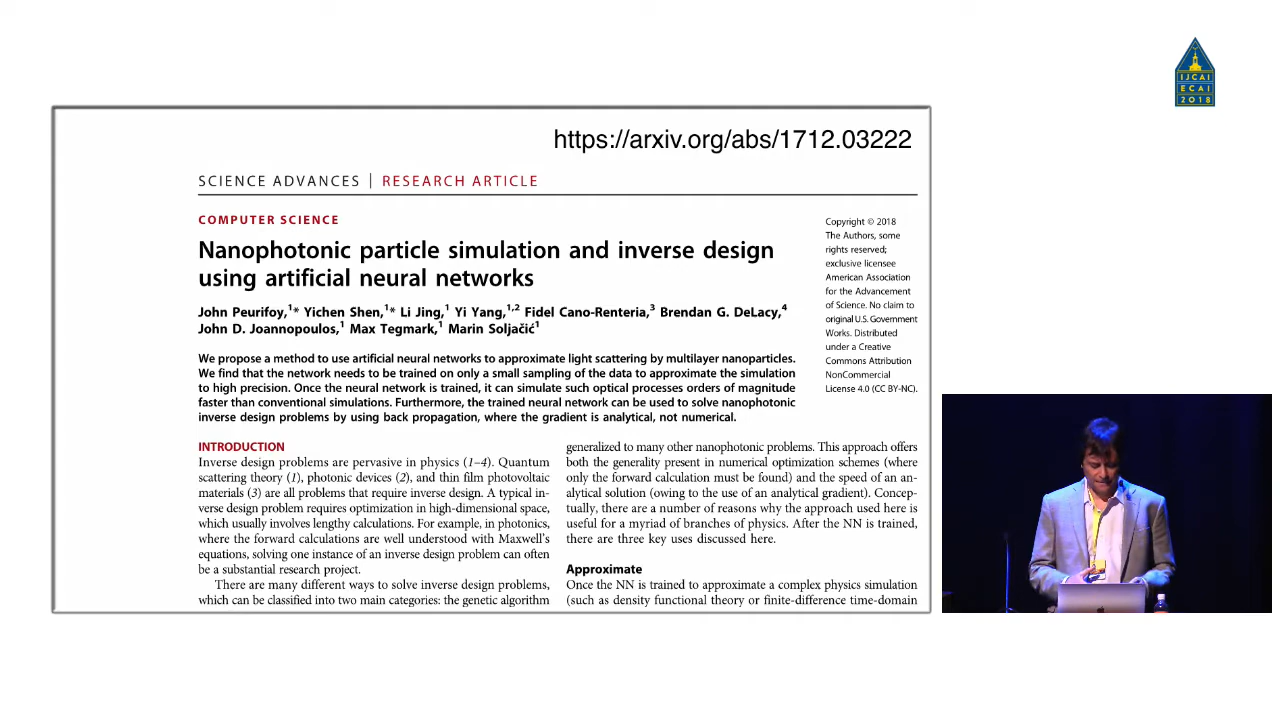 IJCAI
ECAI
2018
https://arxiv.org/abs/1712.03222
SCIENCE ADVANCES | RESEARCH ARTICLE
COMPUTER SCIENCE
Nanophotonic particle simulation and inverse design
using artificial neural networks
John Peurifoy,1* Yichen Shen,1* Li Jing,1 Yi Yang,1,2 Fidel Cano-Renteria,3 Brendan G. DeLacy,4
John D. Joannopoulos,1 Max Tegmark,1 Marin Soljačić1
We propose a method to use artificial neural networks to approximate light scattering by multilayer nanoparticles.
We find that the network needs to be trained on only a small sampling of the data to approximate the simulation
to high precision. Once the neural network is trained, it can simulate such optical processes orders of magnitude
faster than conventional simulations. Furthermore, the trained neural network can be used to solve nanophotonic
inverse design problems by using back propagation, where the gradient is analytical, not numerical.
Copyright © 2018
The Authors, some
rights reserved;
exclusive licensee
American Association
for the Advancement
of Science. No claim to
original U.S. Government
Works. Distributed
under a Creative
Commons Attribution
NonCommercial
License 4.0 (CC BY-NC).
INTRODUCTION
Inverse design problems are pervasive in physics (1–4). Quantum
scattering theory (1), photonic devices (2), and thin film photovoltaic
materials (3) are all problems that require inverse design. A typical in-
verse design problem requires optimization in high-dimensional space,
which usually involves lengthy calculations. For example, in photonics,
where the forward calculations are well understood with Maxwell's
equations, solving one instance of an inverse design problem can often
be a substantial research project.
There are many different ways to solve inverse design problems,
which can be classified into two main categories: the genetic algorithm
generalized to many other nanophotonic problems. This approach offers
both the generality present in numerical optimization schemes (where
only the forward calculation must be found) and the speed of an an-
alytical solution (owing to the use of an analytical gradient). Concep-
tually, there are a number of reasons why the approach used here is
useful for a myriad of branches of physics. After the NN is trained,
there are three key uses discussed here.
Approximate
Once the NN is trained to approximate a complex physics simulation
(such as density functional theory or finite-difference time-domain